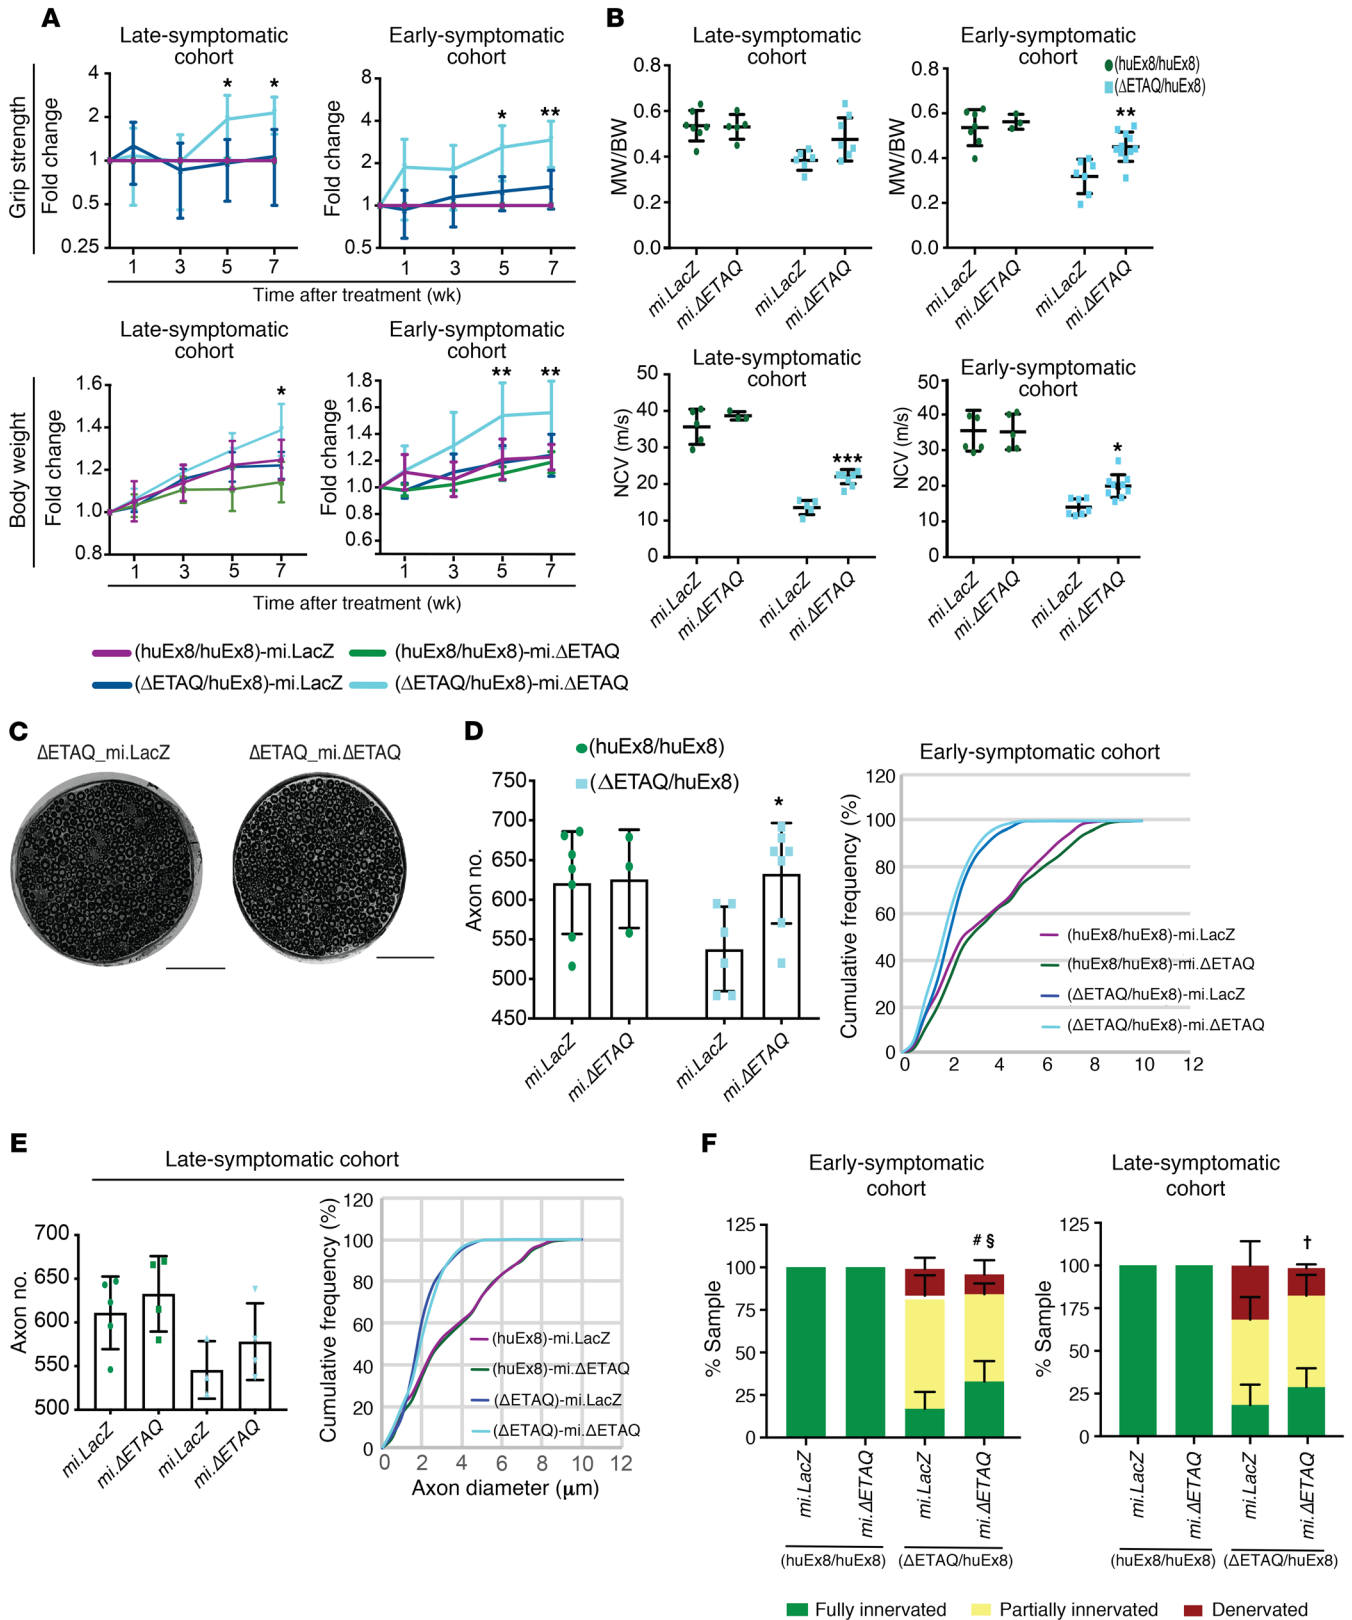 A
Late-symptomatic
cohort
Early-symptomatic
cohort
Grip strength
Fold change
4
2
1
0.5
0.25
1 3 5 7
* *
Fold change
8
4
2
1
0.5
1 3 5 7
* **
Time after treatment (wk)
Late-symptomatic
cohort
Early-symptomatic
cohort
Body weight
Fold change
1.6
1.4
1.2
1.0
0.8
1 3 5 7
*
Fold change
1.8
1.6
1.4
1.2
1.0
0.8
0.6
1 3 5 7
** **
Time after treatment (wk)
(huEx8/huEx8)-mi.LacZ
(huEx8/huEx8)-mi.ΔETAQ
(ΔETAQ/huEx8)-mi.LacZ
(ΔETAQ/huEx8)-mi.ΔETAQ
B
Late-symptomatic
cohort
MW/BW
0.8
0.6
0.4
0.2
0.0
mi.LacZ
mi.ΔETAQ
mi.LacZ
mi.ΔETAQ
Early-symptomatic
cohort
(huEx8/huEx8)
(ΔETAQ/huEx8)
**
MW/BW
0.8
0.6
0.4
0.2
0.0
mi.LacZ
mi.ΔETAQ
mi.LacZ
mi.ΔETAQ
Late-symptomatic
cohort
NCV (m/s)
50
40
30
20
10
0
***
mi.LacZ
mi.ΔETAQ
mi.LacZ
mi.ΔETAQ
Early-symptomatic
cohort
NCV (m/s)
50
40
30
20
10
0
*
mi.LacZ
mi.ΔETAQ
mi.LacZ
mi.ΔETAQ
C
ΔETAQ_mi.LacZ
ΔETAQ_mi.ΔETAQ
D
(huEx8/huEx8)
(ΔETAQ/huEx8)
Axon no.
750
700
650
600
550
500
450
*
mi.LacZ
mi.ΔETAQ
mi.LacZ
mi.ΔETAQ
Early-symptomatic cohort
Cumulative frequency (%)
120
100
80
60
40
20
0
(huEx8/huEx8)-mi.LacZ
(huEx8/huEx8)-mi.ΔETAQ
(ΔETAQ/huEx8)-mi.LacZ
(ΔETAQ/huEx8)-mi.ΔETAQ
0 2 4 6 8 10 12
E
Late-symptomatic cohort
Axon no.
700
650
600
550
500
mi.LacZ
mi.ΔETAQ
mi.LacZ
mi.ΔETAQ
Cumulative frequency (%)
120
100
80
60
40
20
0
(huEx8)-mi.LacZ
(huEx8)-mi.ΔETAQ
(ΔETAQ)-mi.LacZ
(ΔETAQ)-mi.ΔETAQ
0 2 4 6 8 10 12
Axon diameter (μm)
F
Early-symptomatic
cohort
% Sample
125
100
75
50
25
0
# §
mi.LacZ
mi.ΔETAQ
mi.LacZ
mi.ΔETAQ
(huEx8/huEx8)
(ΔETAQ/huEx8)
Late-symptomatic
cohort
% Sample
125
100
175
50
25
0
†
mi.LacZ
mi.ΔETAQ
mi.LacZ
mi.ΔETAQ
(huEx8/huEx8)
(ΔETAQ/huEx8)
Fully innervated
Partially innervated
Denervated